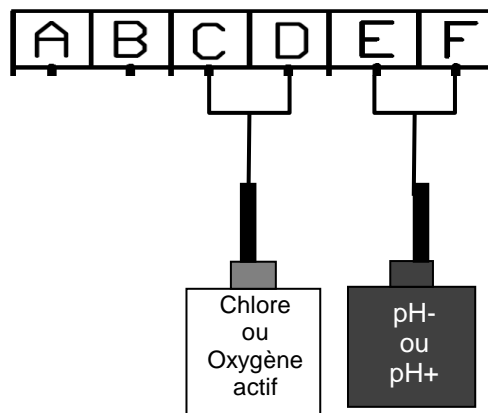 A B C D E F
Chlore
ou
Oxygène
actif
pH-
ou
pH+